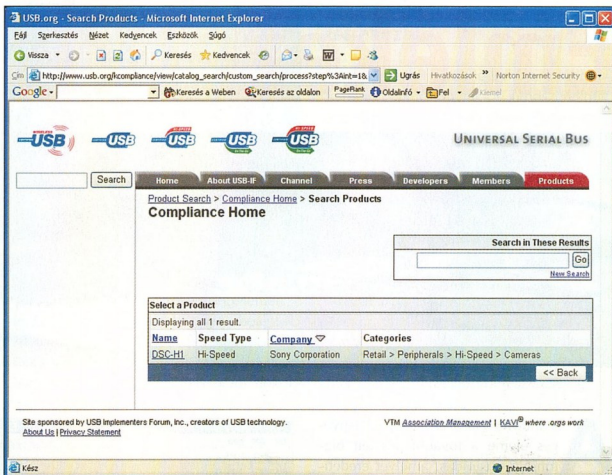 USB.org - Search Products - Microsoft Internet Explorer
Fájl Szerkesztés Nézet Kedvencek Eszközök Súgó
Vissza Keresés Kedvencek
Cím http://www.usb.org/kcompliance/view/catalog_search/custom_search/process?step%3Aint=1& Ugrás Hivatkozások » Norton Internet Security
Google Keresés a Weben Keresés az oldalon PageRank Oldalinfó Fel Kiemel
USB USB HI-SPEED USB USB HI-SPEED USB
UNIVERSAL SERIAL BUS
Search Home About USB-IF Channel Press Developers Members Products
Product Search > Compliance Home > Search Products
Compliance Home
Search in These Results
Go
New Search
Select a Product
Displaying all 1 result.
Name Speed Type Company Categories
DSC-H1 Hi-Speed Sony Corporation Retail > Peripherals > Hi-Speed > Cameras
<< Back
Site sponsored by USB Implementers Forum, Inc., creators of USB technology. VTM Association Management | KAVI® where .orgs work
About Us | Privacy Statement
Kész Internet